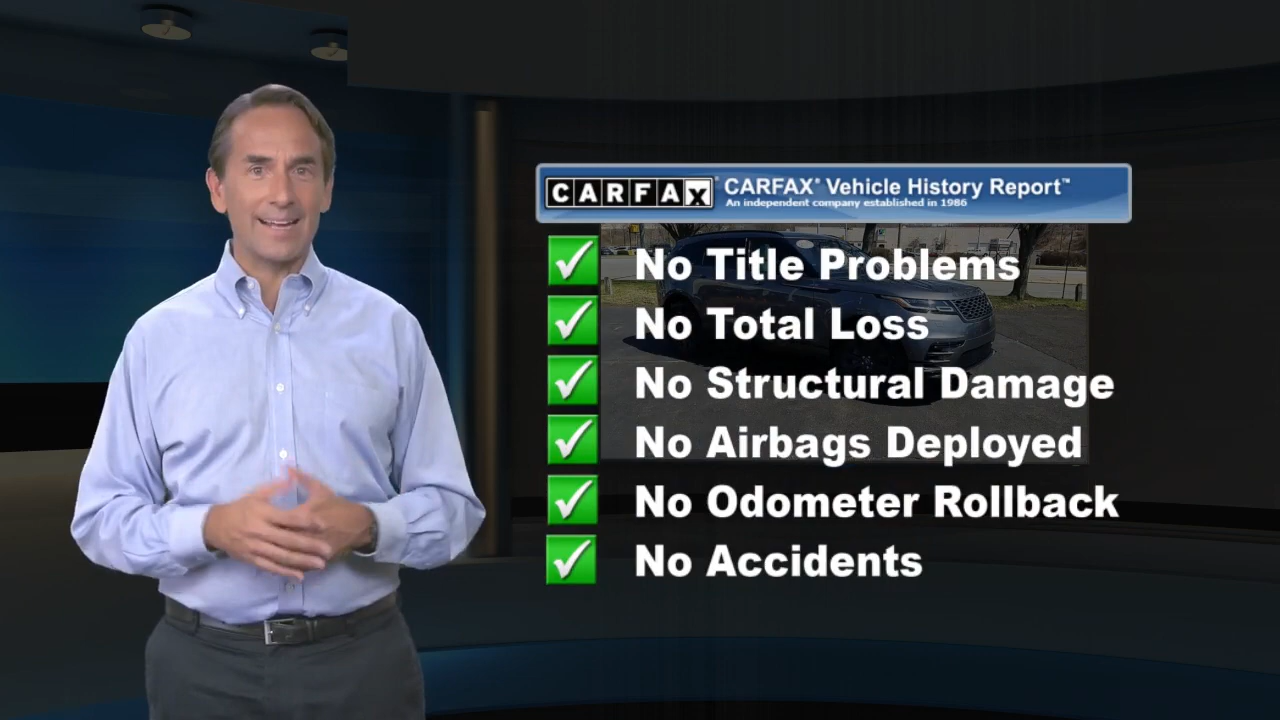 CARFAX® CARFAX® Vehicle History Report™
An independent company established in 1986
No Title Problems
No Total Loss
No Structural Damage
No Airbags Deployed
No Odometer Rollback
No Accidents